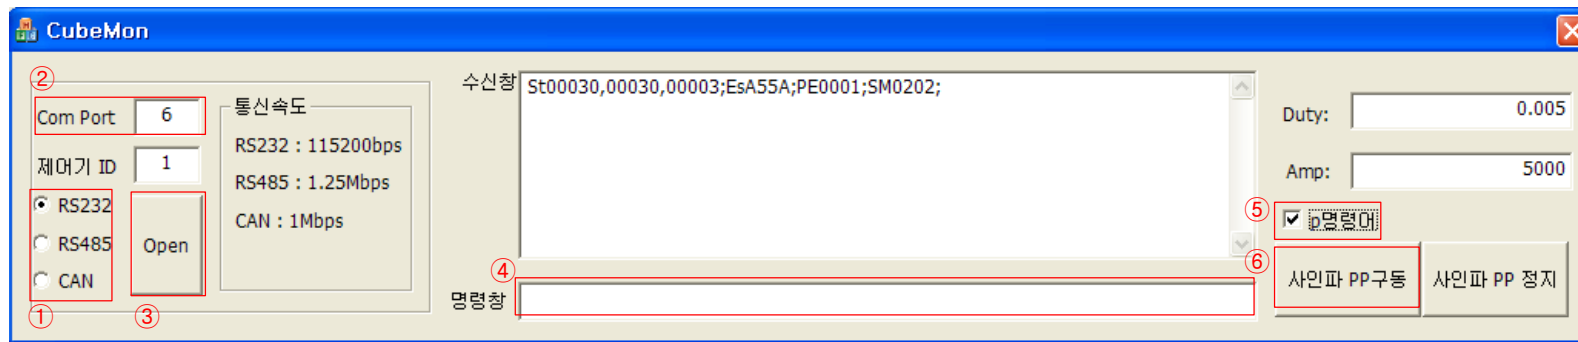 CubeMon
②
Com Port 6
제어기 ID 1
RS232
RS485
CAN
①
Open
③
통신속도
RS232 : 115200bps
RS485 : 1.25Mbps
CAN : 1Mbps
수신창
St00030,00030,00003;EsA55A;PE0001;SM0202;
④
명령창
Duty: 0.005
Amp: 5000
⑤
p명령어
⑥
사인파 PP구동
사인파 PP 정지